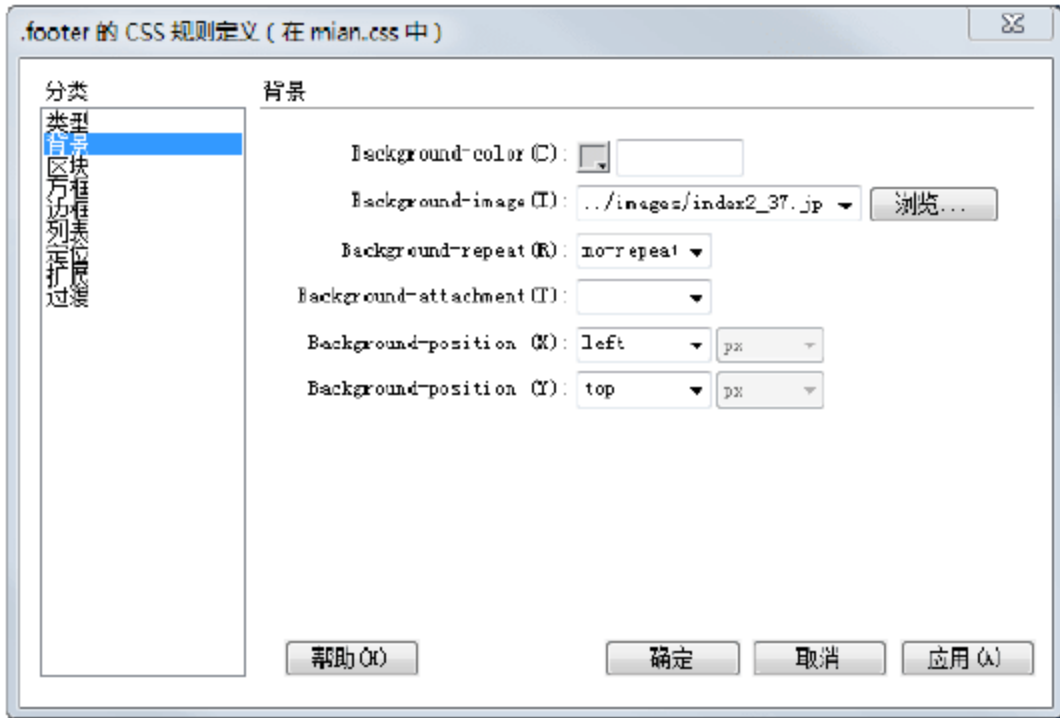 .footer 的 CSS 规则定义 ( 在 mian.css 中 )
分类
背景
类型
背景
区块
方框
边框
列表
定位
扩展
过渡
Background-color(C):
Background-image(I): ../images/index2_37.jp 浏览...
Background-repeat(R): no-repeat
Background-attachment(T):
Background-position (X): left px
Background-position (Y): top px
帮助(H) 确定 取消 应用(A)